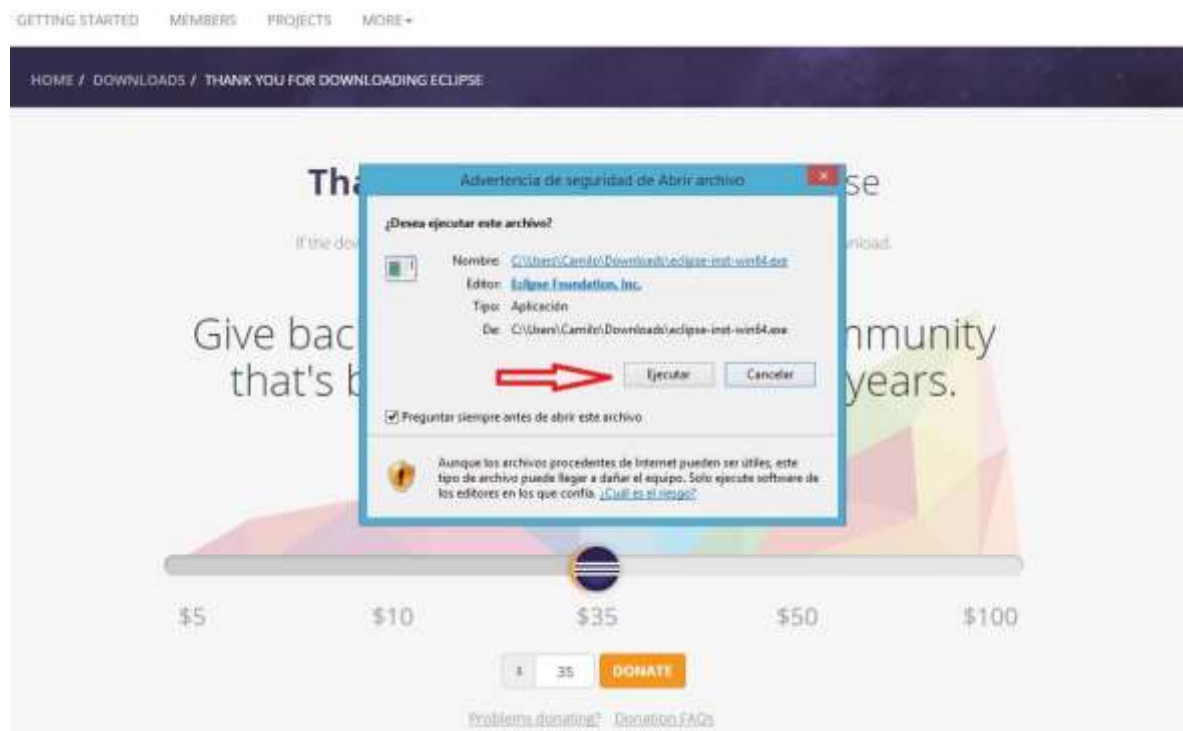 GETTING STARTED MEMBERS PROJECTS MORE
HOME / DOWNLOADS / THANK YOU FOR DOWNLOADING ECLIPSE
Tha se
If the dow nload.
Advertencia de seguridad de Abrir archivo
¿Desea ejecutar este archivo?
Nombre: C:\Users\Camilo\Downloads\eclipse-inst-win64.exe
Editor: Eclipse Foundation, Inc.
Tipo: Aplicación
De: C:\Users\Camilo\Downloads\eclipse-inst-win64.exe
Ejecutar Cancelar
Preguntar siempre antes de abrir este archivo
Aunque los archivos procedentes de Internet pueden ser útiles, este
tipo de archivo puede llegar a dañar el equipo. Solo ejecute software de
los editores en los que confía. ¿Cuál es el riesgo?
Give bac mmunity
that's b years.
$5 $10 $35 $50 $100
$ 35 DONATE
Problems donating? Donation FAQs